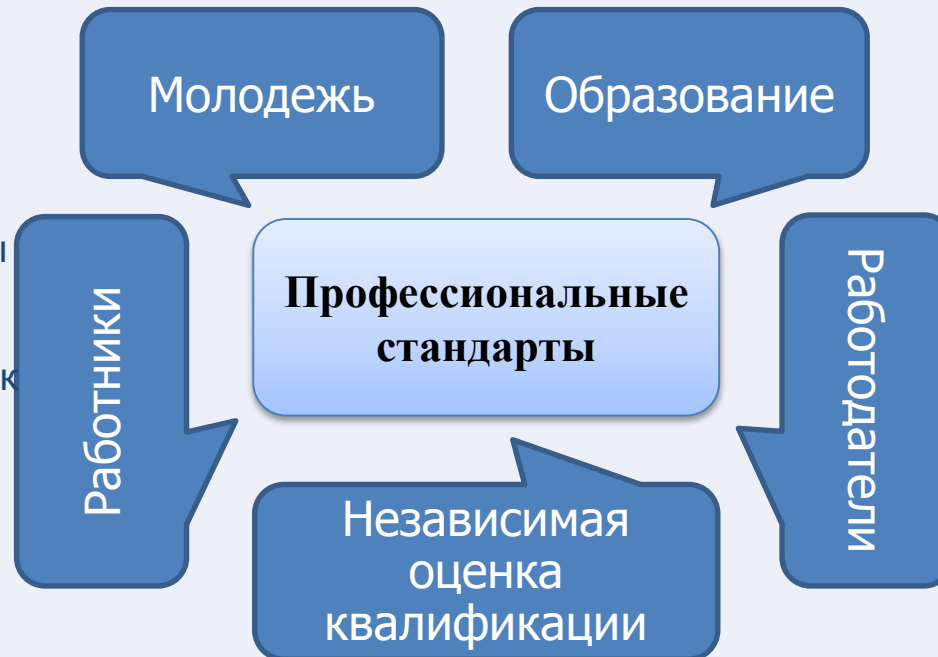 Молодежь
Образование
Работники
Профессиональные
стандарты
Работодатели
Независимая
оценка
квалификации